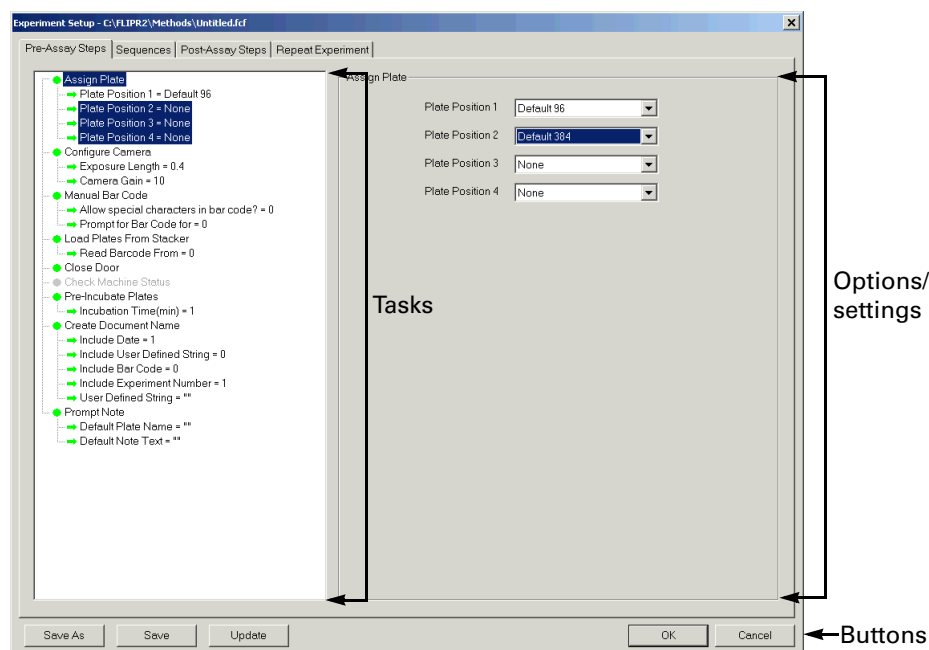 Experiment Setup - C:\FLIPR2\Methods\Untitled.fcf
Pre-Assay Steps
Sequences
Post-Assay Steps
Repeat Experiment
Assign Plate
Plate Position 1 = Default 96
Plate Position 2 = None
Plate Position 3 = None
Plate Position 4 = None
Configure Camera
Exposure Length = 0.4
Camera Gain = 10
Manual Bar Code
Allow special characters in bar code? = 0
Prompt for Bar Code for = 0
Load Plates From Stacker
Read Barcode From = 0
Close Door
Check Machine Status
Pre-Incubate Plates
Incubation Time(min) = 1
Create Document Name
Include Date = 1
Include User Defined String = 0
Include Bar Code = 0
Include Experiment Number = 1
User Defined String = ""
Prompt Note
Default Plate Name = ""
Default Note Text = ""
Tasks
Assign Plate
Plate Position 1 Default 96
Plate Position 2 Default 384
Plate Position 3 None
Plate Position 4 None
Options/
settings
Save As
Save
Update
OK
Cancel
Buttons